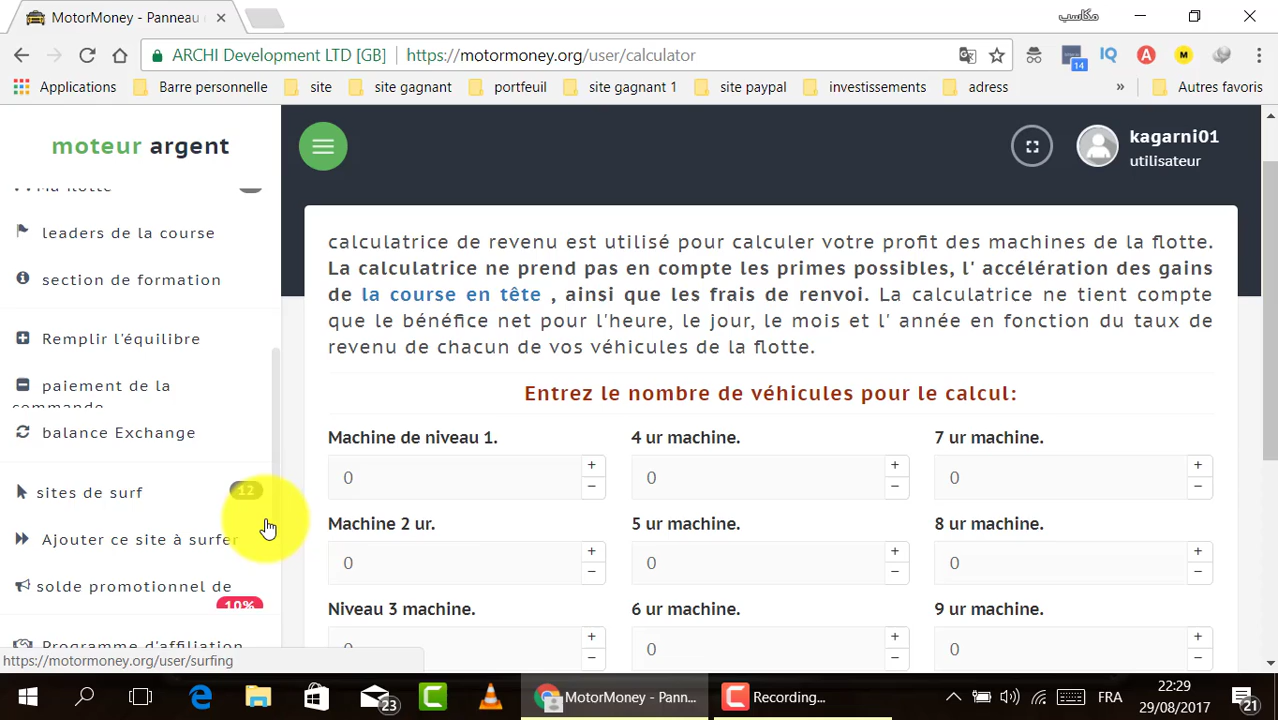 MotorMoney - Panneau
مكاسب
ARCHI Development LTD [GB]
https://motormoney.org/user/calculator
14
IQ
A
M
Applications
Barre personnelle
site
site gagnant
portfeuil
site gagnant 1
site paypal
investissements
adress
»
Autres favoris
moteur argent
kagarni01
utilisateur
Ma flotte
leaders de la course
section de formation
Remplir l'équilibre
paiement de la
commande
balance Exchange
sites de surf 12
Ajouter ce site à surfer
solde promotionnel de
10%
Programme d'affiliation
calculatrice de revenu est utilisé pour calculer votre profit des machines de la flotte.
La calculatrice ne prend pas en compte les primes possibles, l' accélération des gains
de la course en tête , ainsi que les frais de renvoi. La calculatrice ne tient compte
que le bénéfice net pour l'heure, le jour, le mois et l' année en fonction du taux de
revenu de chacun de vos véhicules de la flotte.
Entrez le nombre de véhicules pour le calcul:
Machine de niveau 1. 4 ur machine. 7 ur machine.
0 + − 0 + − 0 + −
Machine 2 ur. 5 ur machine. 8 ur machine.
0 + − 0 + − 0 + −
Niveau 3 machine. 6 ur machine. 9 ur machine.
0 + − 0 + − 0 + −
https://motormoney.org/user/surfing
23
C
MotorMoney - Pann...
Recording...
FRA
22:29
29/08/2017
21